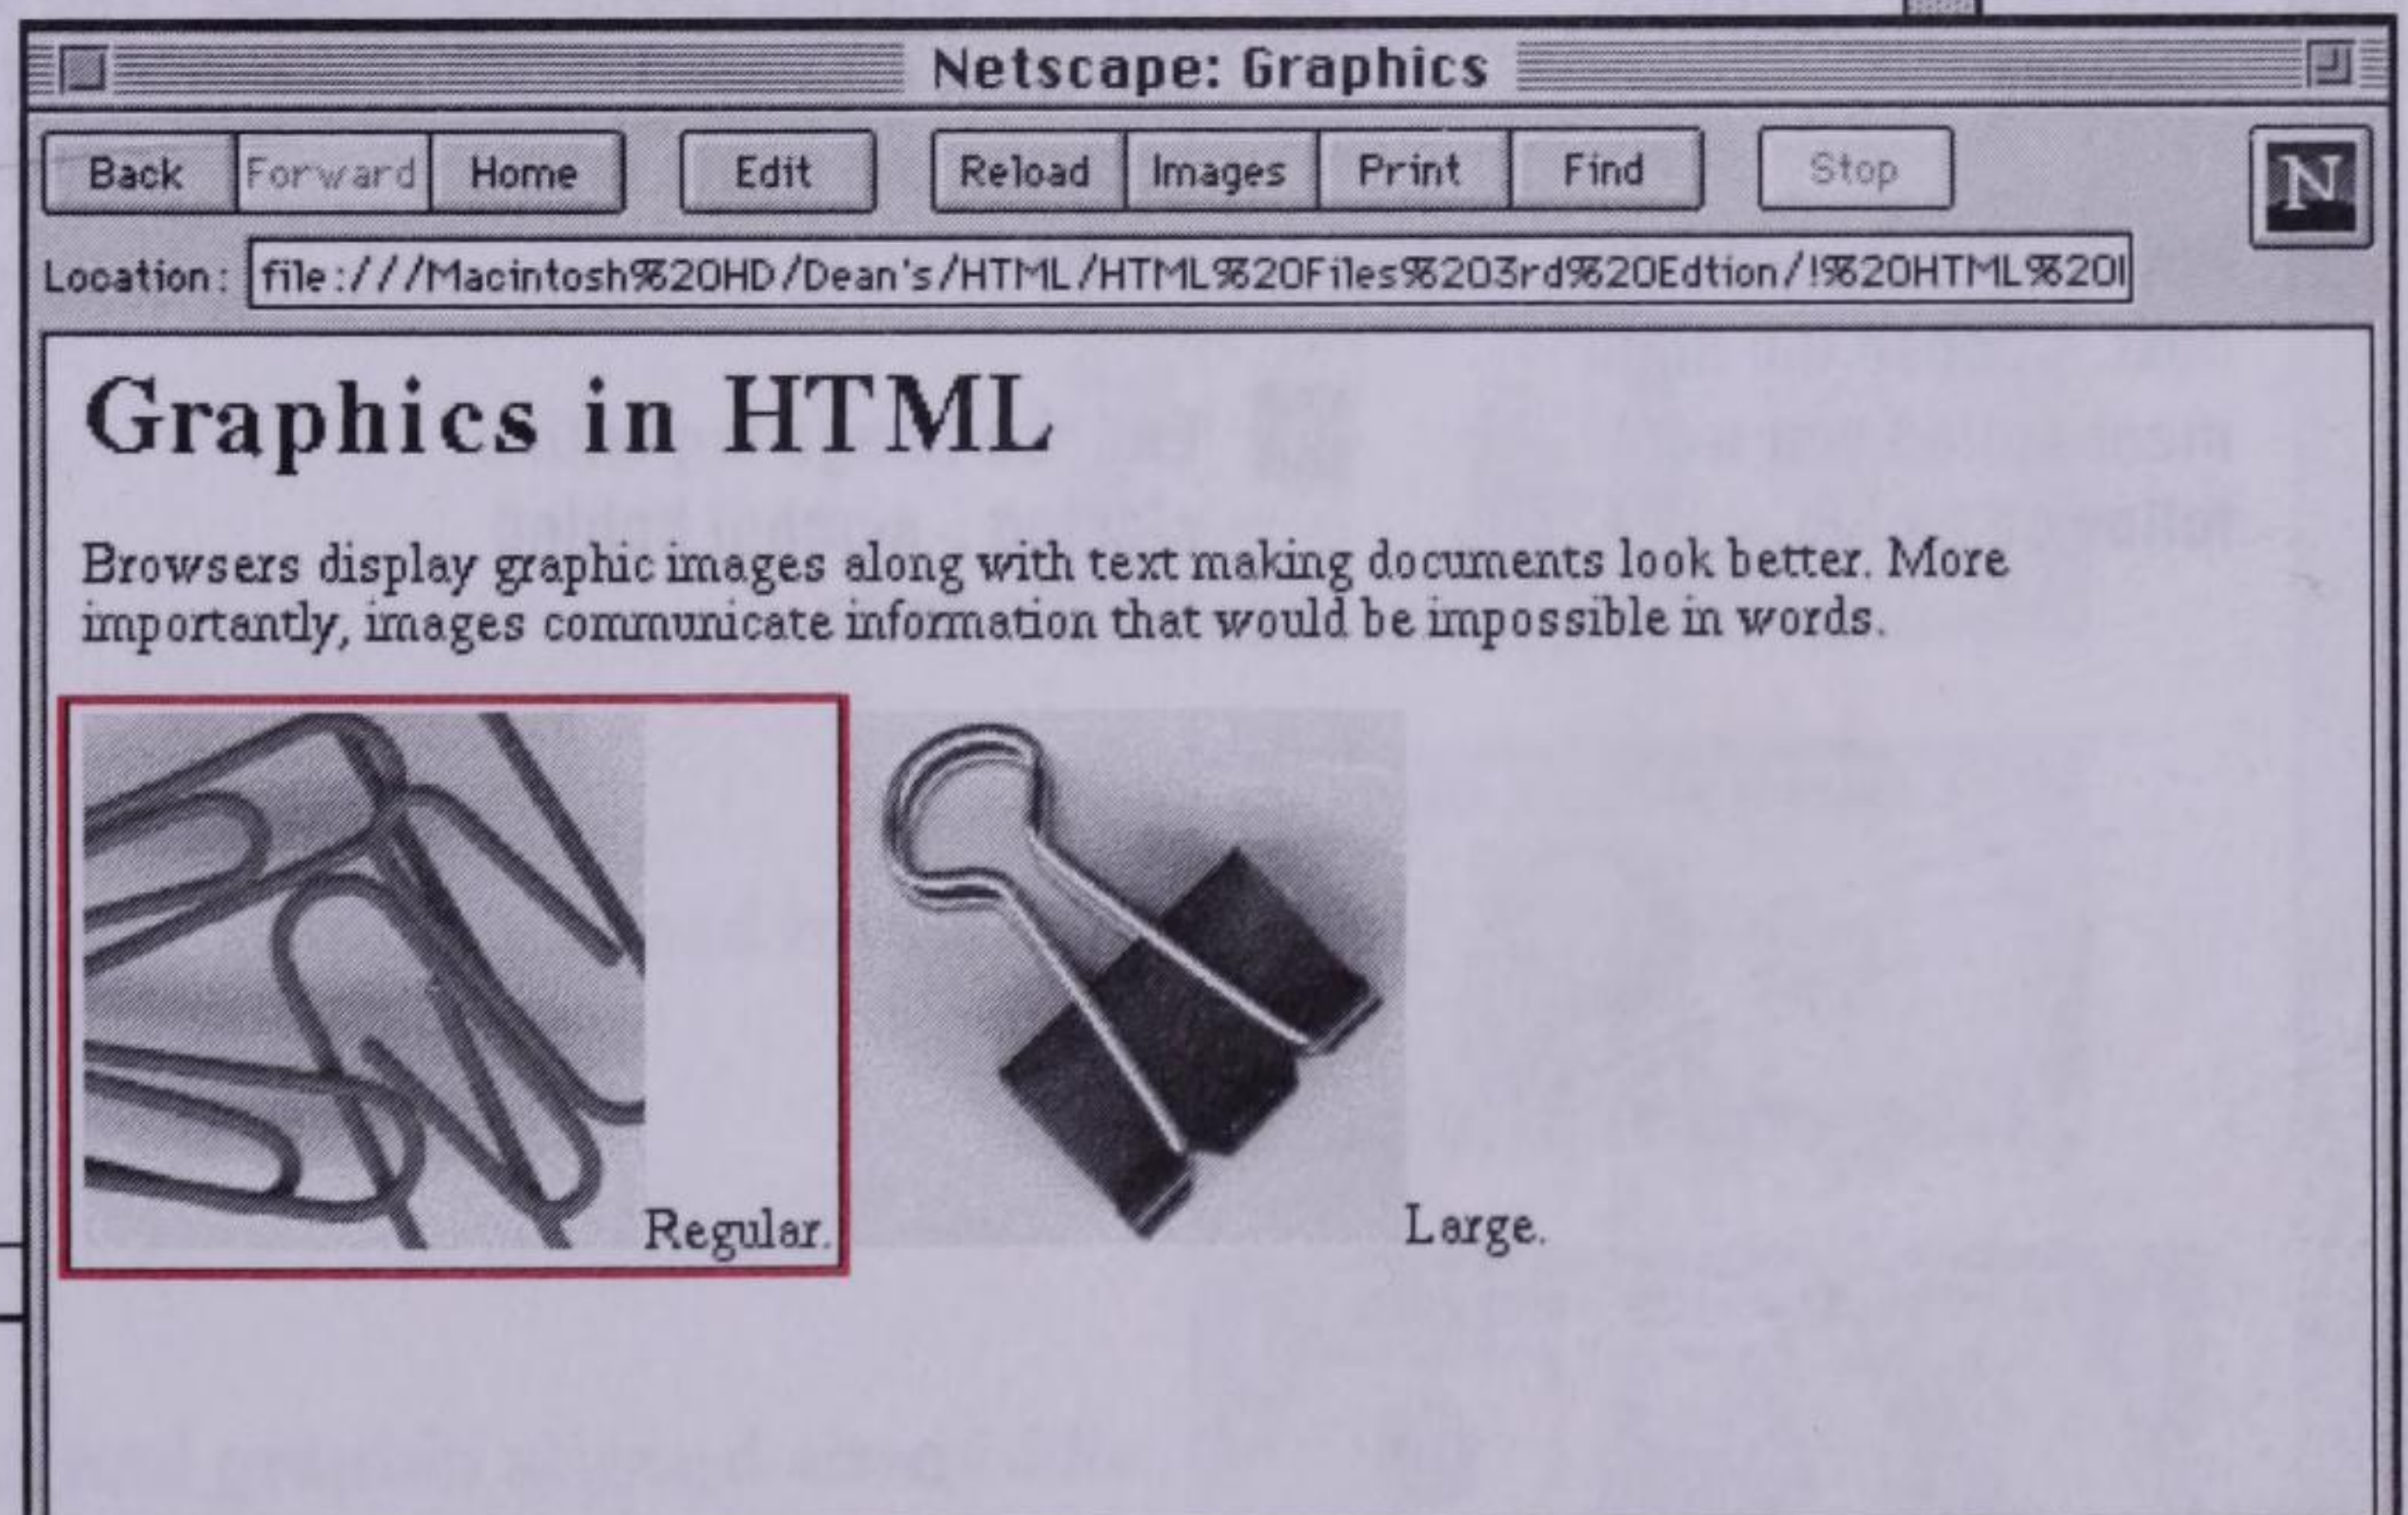 Netscape: Graphics
Back Forward Home Edit Reload Images Print Find Stop
N
Location: file:///Macintosh%20HD/Dean's/HTML/HTML%20Files%203rd%20Edtion/!%20HTML%20I
Graphics in HTML
Browsers display graphic images along with text making documents look better. More
importantly, images communicate information that would be impossible in words.
Regular. Large.